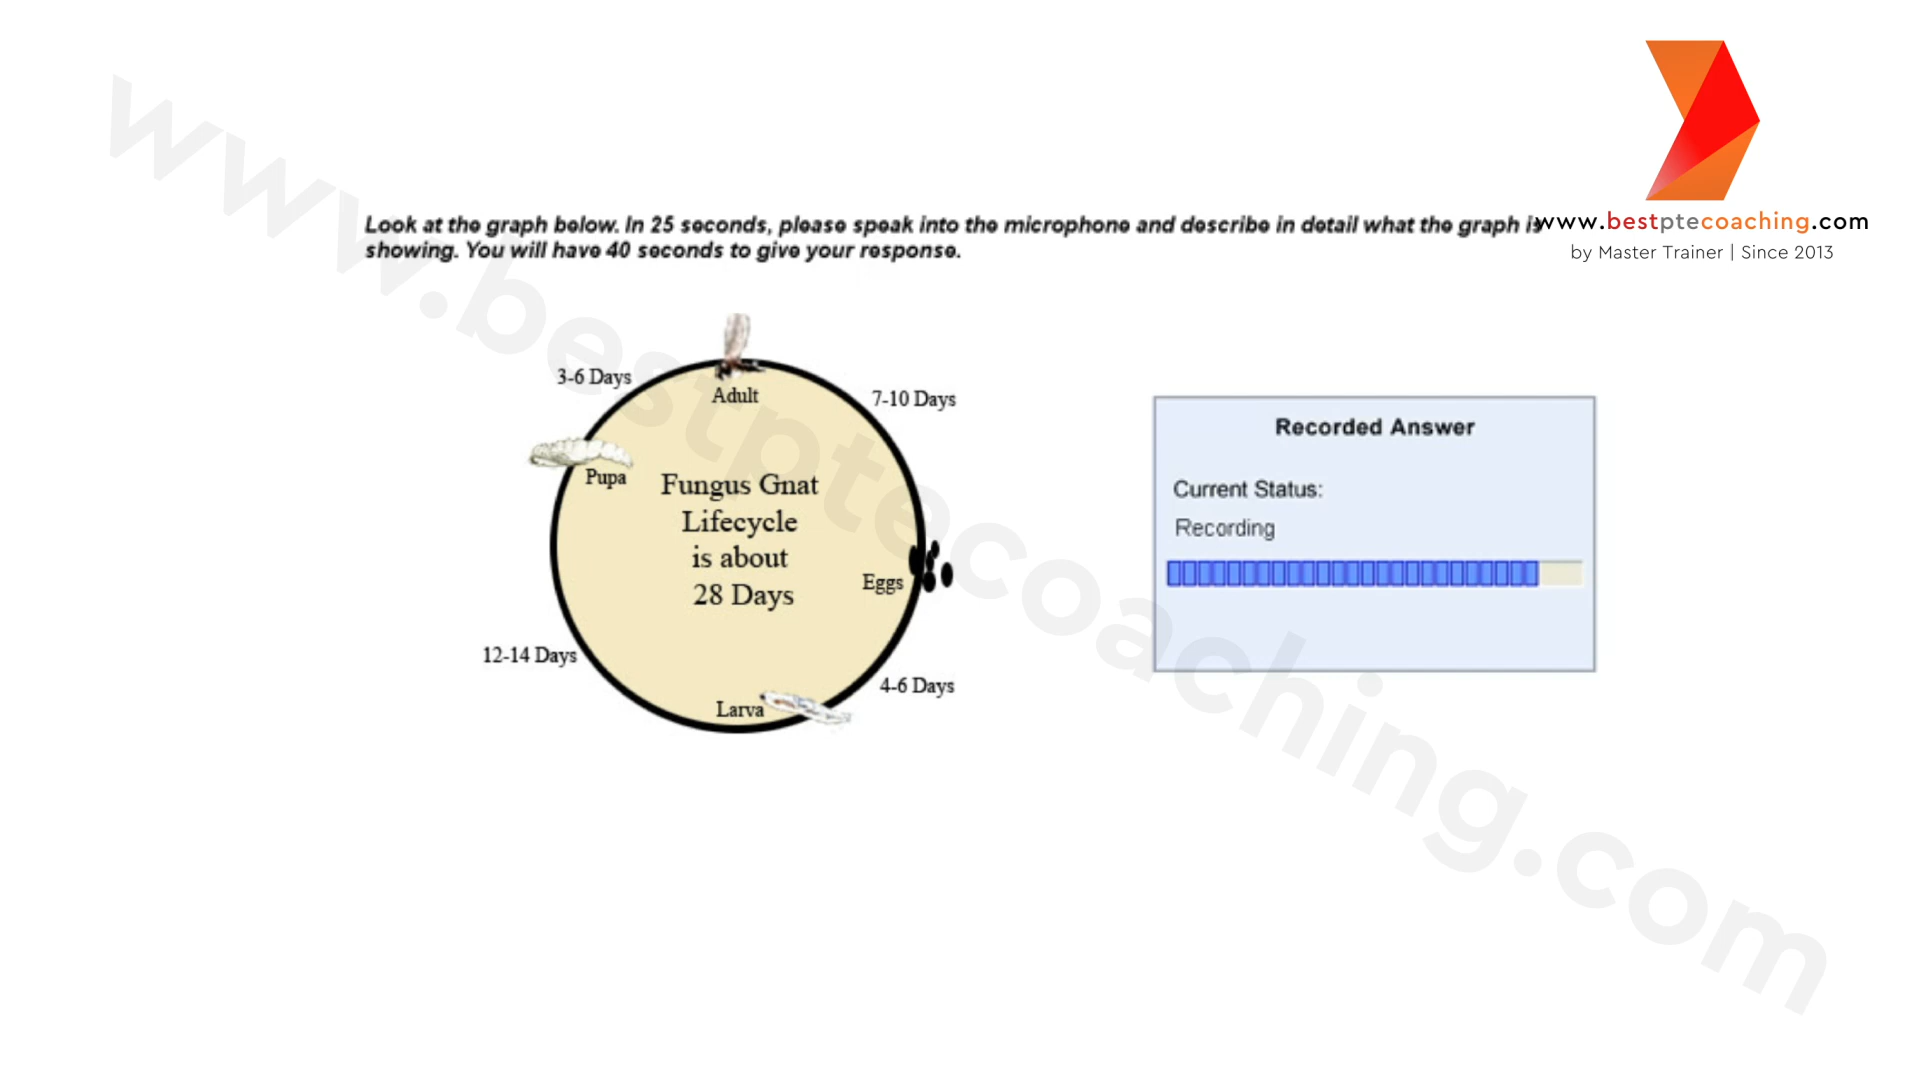 Look at the graph below. In 25 seconds, please speak into the microphone and describe in detail what the graph is
showing. You will have 40 seconds to give your response.
www.bestptecoaching.com
by Master Trainer | Since 2013
3-6 Days
Adult
7-10 Days
Pupa
Fungus Gnat
Lifecycle
is about
28 Days
Eggs
12-14 Days
4-6 Days
Larva
Recorded Answer
Current Status:
Recording
www.bestptecoaching.com